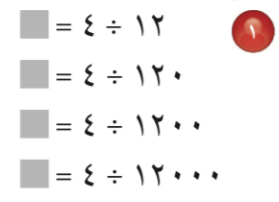 ١
١٢ ÷ ٤ =
١٢٠ ÷ ٤ =
١٢٠٠ ÷ ٤ =
١٢٠٠٠ ÷ ٤ =